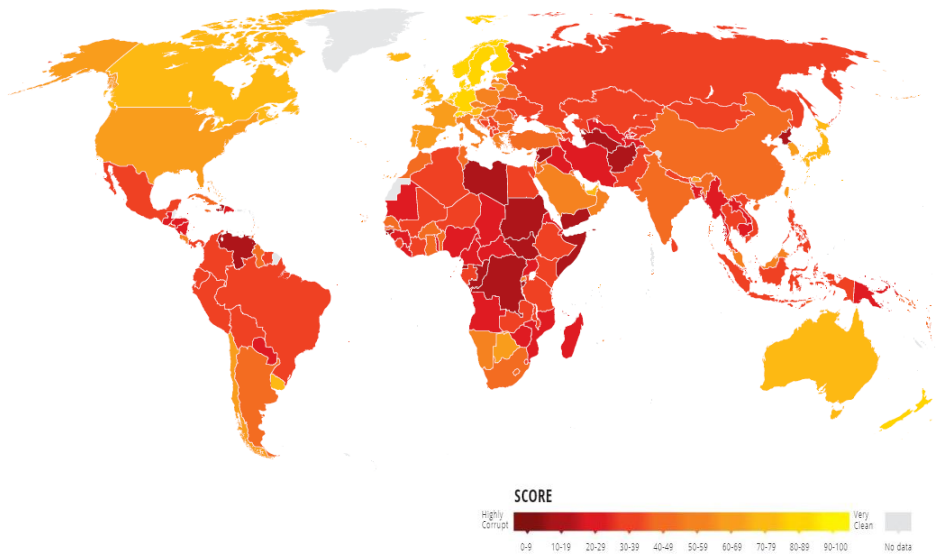 SCORE
Highly
Corrupt
Very
Clean
0-9 10-19 20-29 30-39 40-49 50-59 60-69 70-79 80-89 90-100 No data